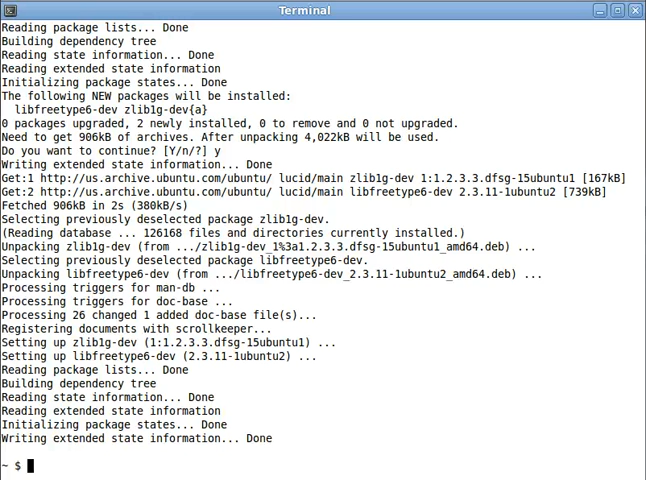 Terminal
Reading package lists... Done
Building dependency tree
Reading state information... Done
Reading extended state information
Initializing package states... Done
The following NEW packages will be installed:
  libfreetype6-dev zlib1g-dev{a}
0 packages upgraded, 2 newly installed, 0 to remove and 0 not upgraded.
Need to get 906kB of archives. After unpacking 4,022kB will be used.
Do you want to continue? [Y/n/?] y
Writing extended state information... Done
Get:1 http://us.archive.ubuntu.com/ubuntu/ lucid/main zlib1g-dev 1:1.2.3.3.dfsg-15ubuntu1 [167kB]
Get:2 http://us.archive.ubuntu.com/ubuntu/ lucid/main libfreetype6-dev 2.3.11-1ubuntu2 [739kB]
Fetched 906kB in 2s (380kB/s)
Selecting previously deselected package zlib1g-dev.
(Reading database ... 126168 files and directories currently installed.)
Unpacking zlib1g-dev (from .../zlib1g-dev_1%3a1.2.3.3.dfsg-15ubuntu1_amd64.deb) ...
Selecting previously deselected package libfreetype6-dev.
Unpacking libfreetype6-dev (from .../libfreetype6-dev_2.3.11-1ubuntu2_amd64.deb) ...
Processing triggers for man-db ...
Processing triggers for doc-base ...
Processing 26 changed 1 added doc-base file(s)...
Registering documents with scrollkeeper...
Setting up zlib1g-dev (1:1.2.3.3.dfsg-15ubuntu1) ...
Setting up libfreetype6-dev (2.3.11-1ubuntu2) ...
Reading package lists... Done
Building dependency tree
Reading state information... Done
Reading extended state information
Initializing package states... Done
Writing extended state information... Done
~ $